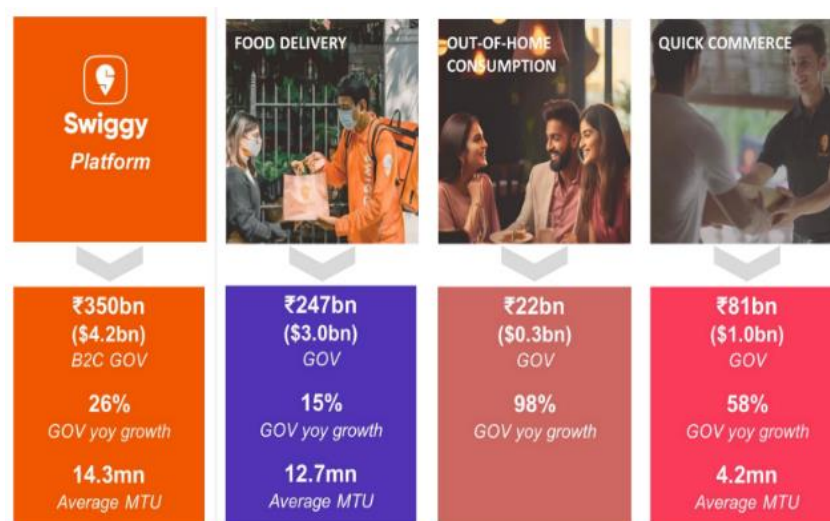 Swiggy
Platform
FOOD DELIVERY
OUT-OF-HOME
CONSUMPTION
QUICK COMMERCE
₹350bn
($4.2bn)
B2C GOV
26%
GOV yoy growth
14.3mn
Average MTU
₹247bn
($3.0bn)
GOV
15%
GOV yoy growth
12.7mn
Average MTU
₹22bn
($0.3bn)
GOV
98%
GOV yoy growth
₹81bn
($1.0bn)
GOV
58%
GOV yoy growth
4.2mn
Average MTU